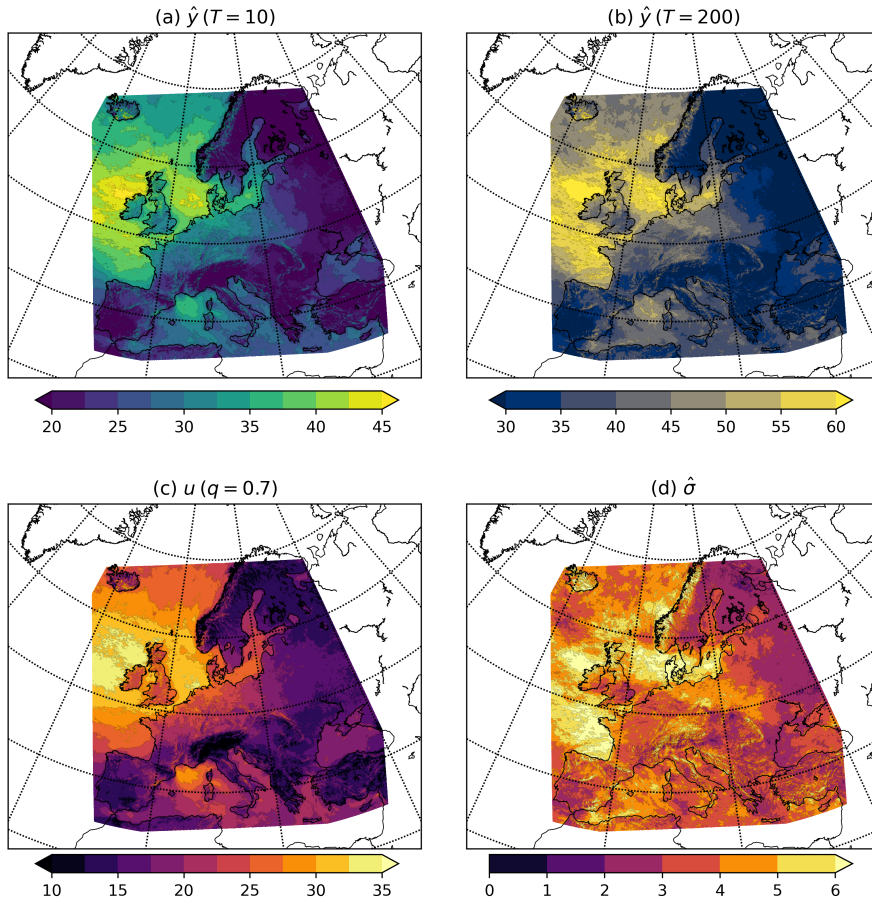 (a) ŷ (T = 10)
(b) ŷ (T = 200)
20 25 30 35 40 45
30 35 40 45 50 55 60
(c) u (q = 0.7)
(d) σ̂
10 15 20 25 30 35
0 1 2 3 4 5 6